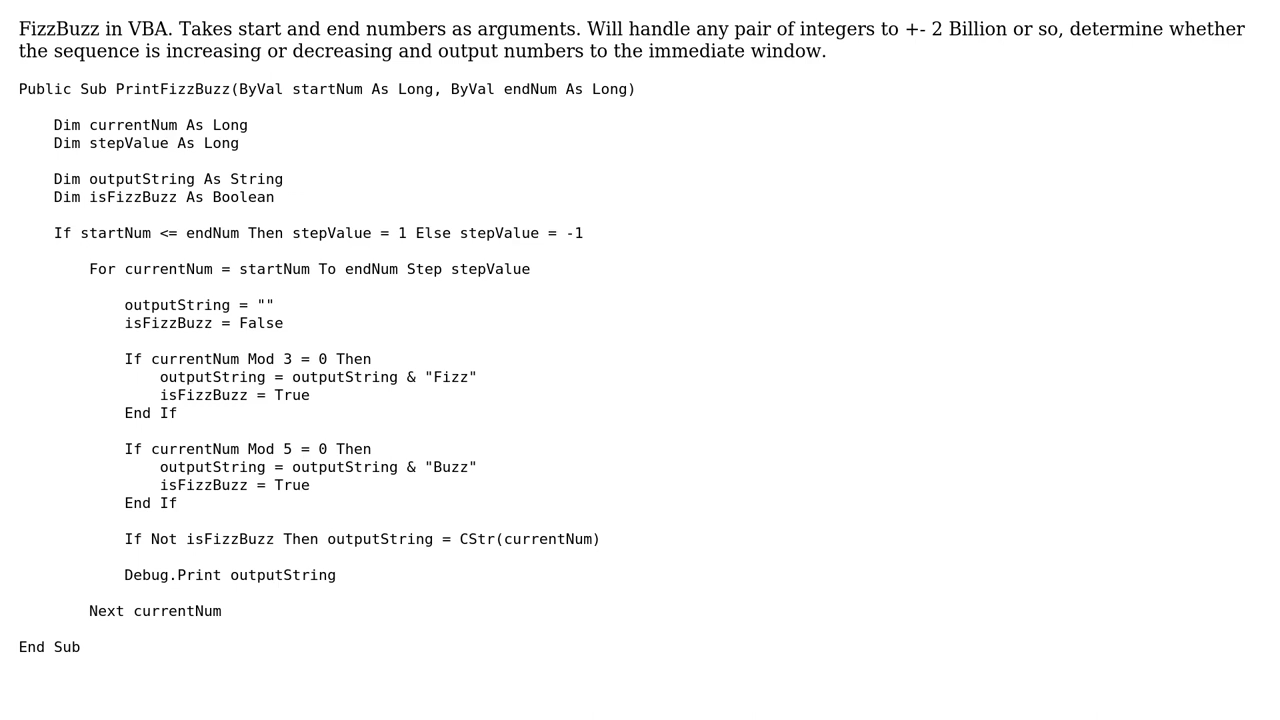 FizzBuzz in VBA. Takes start and end numbers as arguments. Will handle any pair of integers to +- 2 Billion or so, determine whether
the sequence is increasing or decreasing and output numbers to the immediate window.
Public Sub PrintFizzBuzz(ByVal startNum As Long, ByVal endNum As Long)
    Dim currentNum As Long
    Dim stepValue As Long
    Dim outputString As String
    Dim isFizzBuzz As Boolean
    If startNum <= endNum Then stepValue = 1 Else stepValue = -1
        For currentNum = startNum To endNum Step stepValue
            outputString = ""
            isFizzBuzz = False
            If currentNum Mod 3 = 0 Then
                outputString = outputString & "Fizz"
                isFizzBuzz = True
            End If
            If currentNum Mod 5 = 0 Then
                outputString = outputString & "Buzz"
                isFizzBuzz = True
            End If
            If Not isFizzBuzz Then outputString = CStr(currentNum)
            Debug.Print outputString
        Next currentNum
End Sub